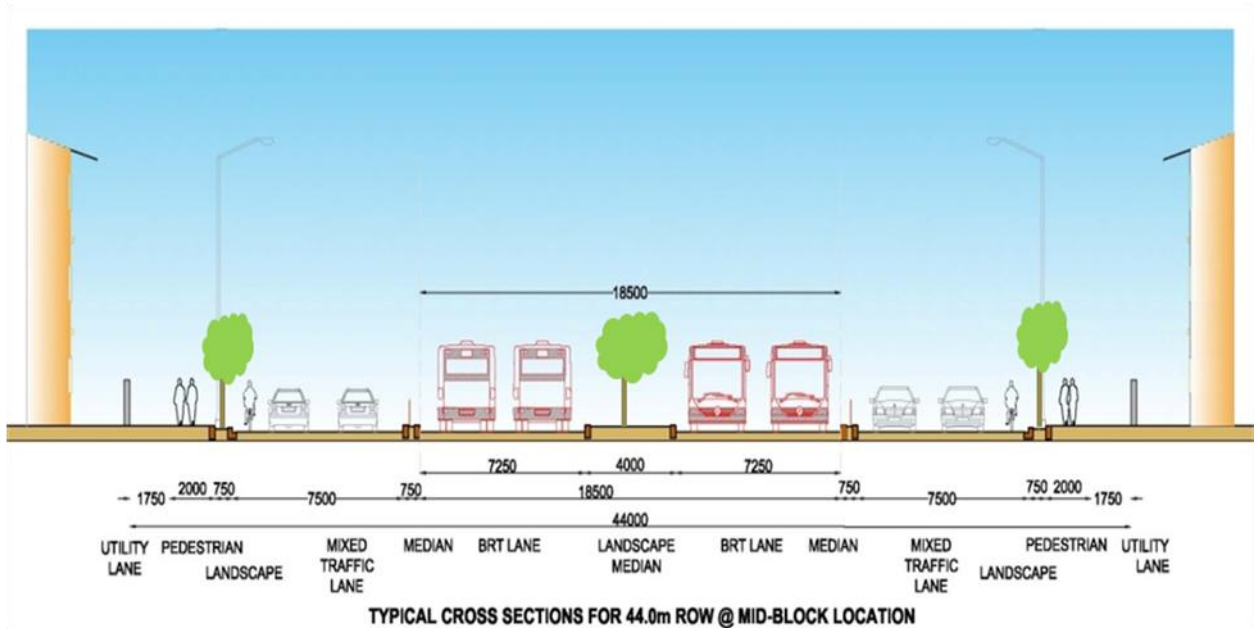 18500
7250 4000 7250
1750 2000 750 7500 750 18500 750 7500 750 2000 1750
44000
UTILITY LANE
PEDESTRIAN
LANDSCAPE
MIXED TRAFFIC LANE
MEDIAN
BRT LANE
LANDSCAPE MEDIAN
BRT LANE
MEDIAN
MIXED TRAFFIC LANE
LANDSCAPE
PEDESTRIAN
UTILITY LANE
TYPICAL CROSS SECTIONS FOR 44.0m ROW @ MID-BLOCK LOCATION